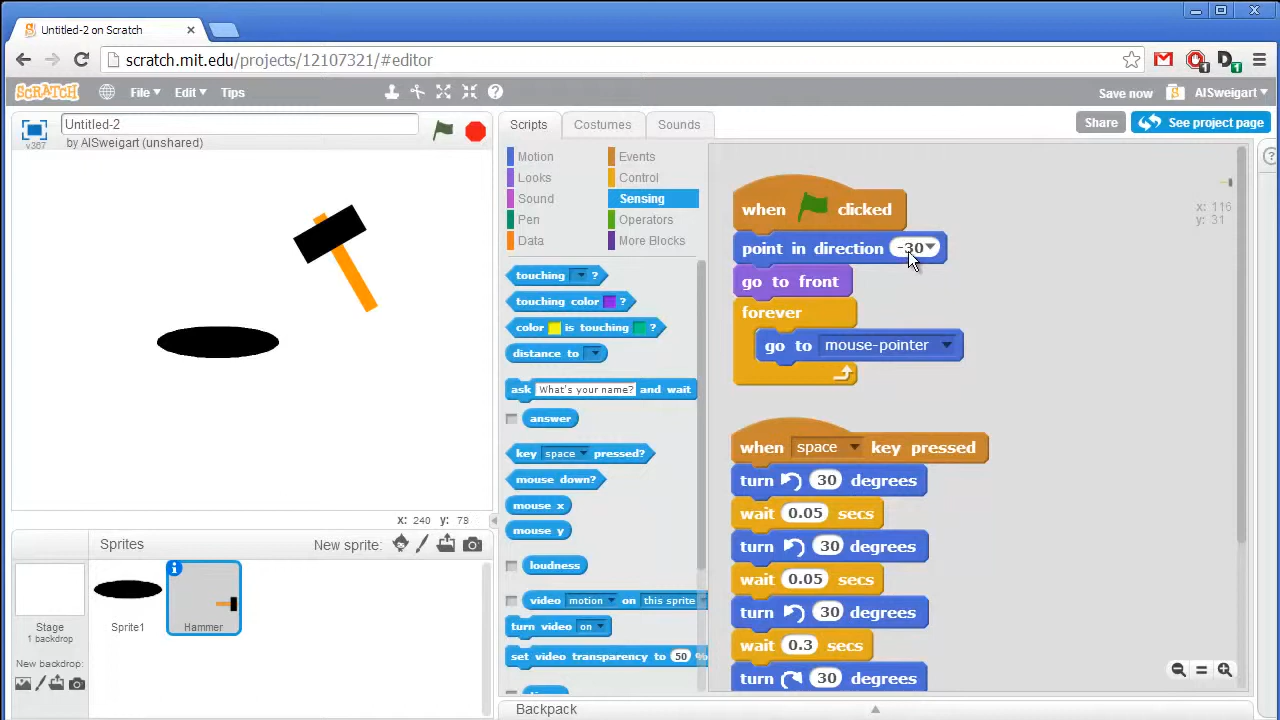 Untitled-2 on Scratch
scratch.mit.edu/projects/12107321/#editor
1
1
SCRATCH
File
Edit
Tips
Save now
AlSweigart
v387
Untitled-2
by AlSweigart (unshared)
Scripts
Costumes
Sounds
Share
See project page
Motion
Events
Looks
Control
Sound
Sensing
Pen
Operators
Data
More Blocks
touching ?
touching color ?
color is touching ?
distance to
ask What's your name? and wait
answer
key space pressed?
mouse down?
mouse x
mouse y
loudness
video motion on this sprite
turn video on
set video transparency to 50 %
when clicked
point in direction -30
go to front
forever
go to mouse-pointer
when space key pressed
turn 30 degrees
wait 0.05 secs
turn 30 degrees
wait 0.05 secs
turn 30 degrees
wait 0.3 secs
turn 30 degrees
x: 116
y: 31
x: 240 y: 78
Sprites
New sprite:
Stage
1 backdrop
New backdrop:
Sprite1
Hammer
Backpack